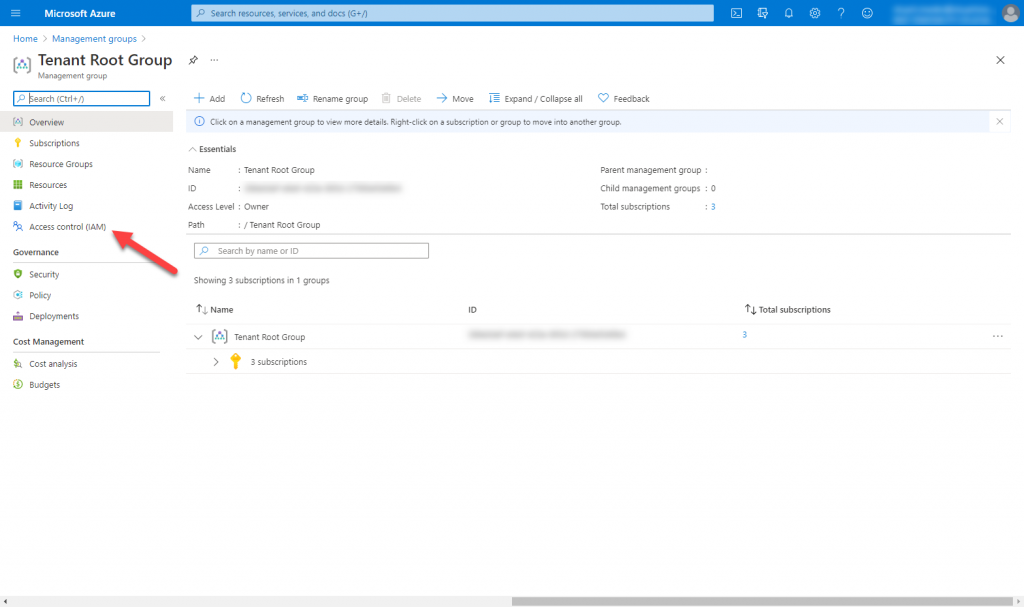 Microsoft Azure
Search resources, services, and docs (G+/)
Home > Management groups >
Tenant Root Group
Management group
Search (Ctrl+/)
Overview
Subscriptions
Resource Groups
Resources
Activity Log
Access control (IAM)
Governance
Security
Policy
Deployments
Cost Management
Cost analysis
Budgets
Add Refresh Rename group Delete Move Expand / Collapse all Feedback
Click on a management group to view more details. Right-click on a subscription or group to move into another group.
Essentials
Name : Tenant Root Group
ID :
Access Level : Owner
Path : / Tenant Root Group
Parent management group :
Child management groups : 0
Total subscriptions : 3
Search by name or ID
Showing 3 subscriptions in 1 groups
Name ID Total subscriptions
Tenant Root Group 3
3 subscriptions